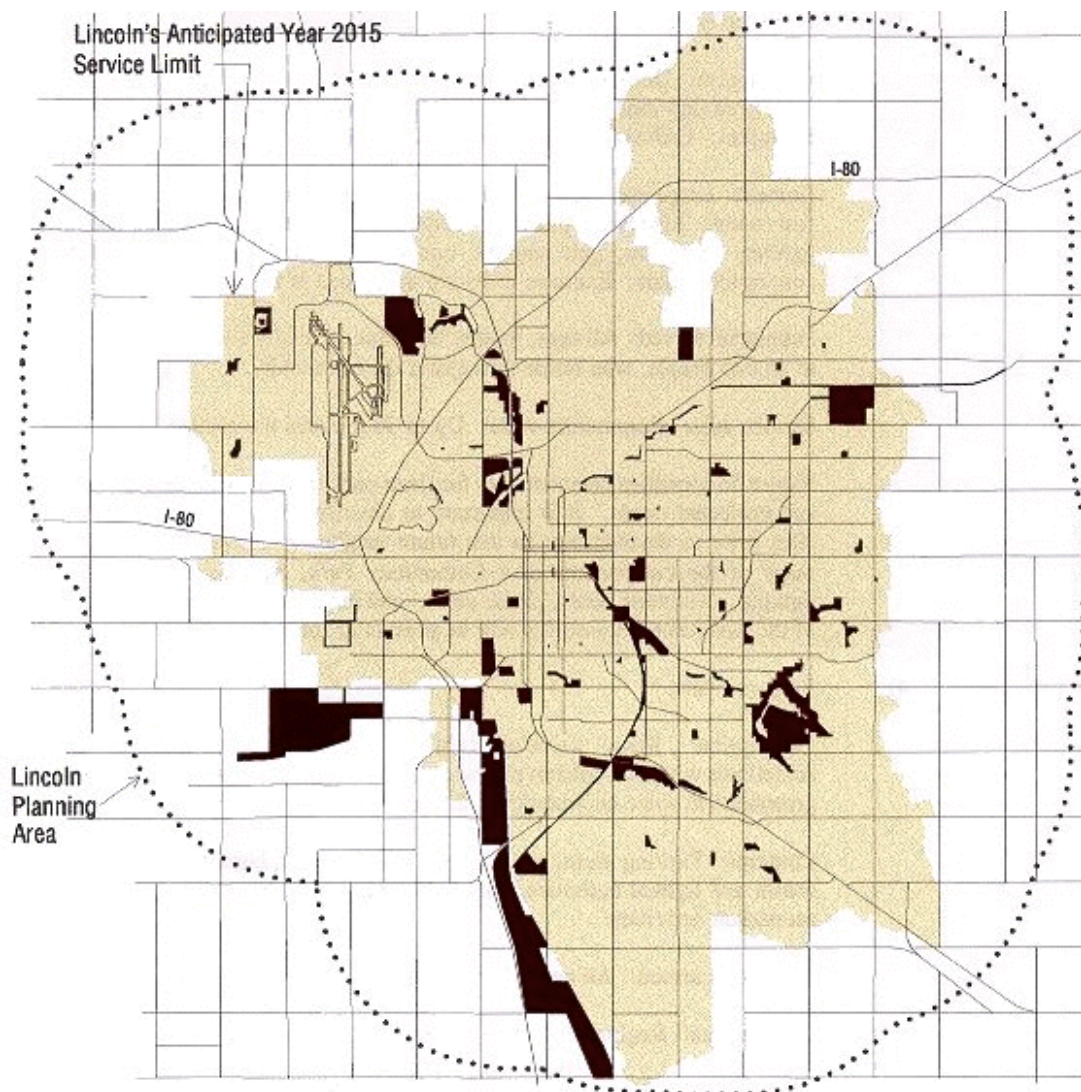 Lincoln's Anticipated Year 2015
Service Limit
I-80
I-80
Lincoln
Planning
Area